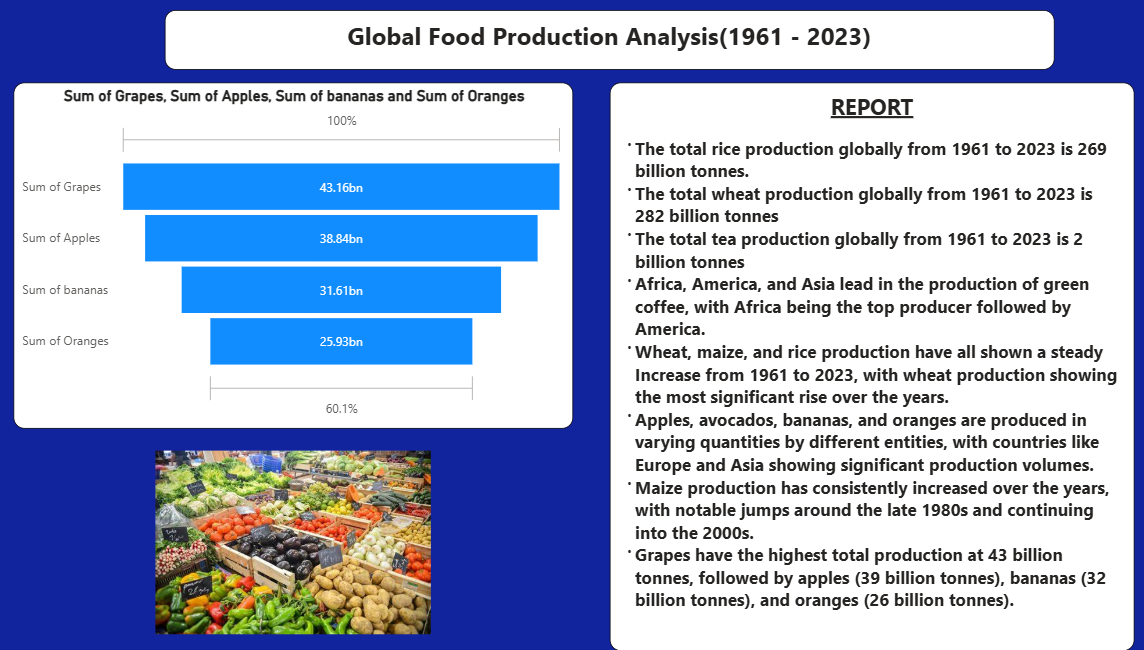 Global Food Production Analysis(1961 - 2023)
Sum of Grapes, Sum of Apples, Sum of bananas and Sum of Oranges
100%
Sum of Grapes
43.16bn
Sum of Apples
38.84bn
Sum of bananas
31.61bn
Sum of Oranges
25.93bn
60.1%
REPORT
• The total rice production globally from 1961 to 2023 is 269
billion tonnes.
• The total wheat production globally from 1961 to 2023 is
282 billion tonnes
• The total tea production globally from 1961 to 2023 is 2
billion tonnes
• Africa, America, and Asia lead in the production of green
coffee, with Africa being the top producer followed by
America.
• Wheat, maize, and rice production have all shown a steady
Increase from 1961 to 2023, with wheat production showing
the most significant rise over the years.
• Apples, avocados, bananas, and oranges are produced in
varying quantities by different entities, with countries like
Europe and Asia showing significant production volumes.
• Maize production has consistently increased over the years,
with notable jumps around the late 1980s and continuing
into the 2000s.
• Grapes have the highest total production at 43 billion
tonnes, followed by apples (39 billion tonnes), bananas (32
billion tonnes), and oranges (26 billion tonnes).